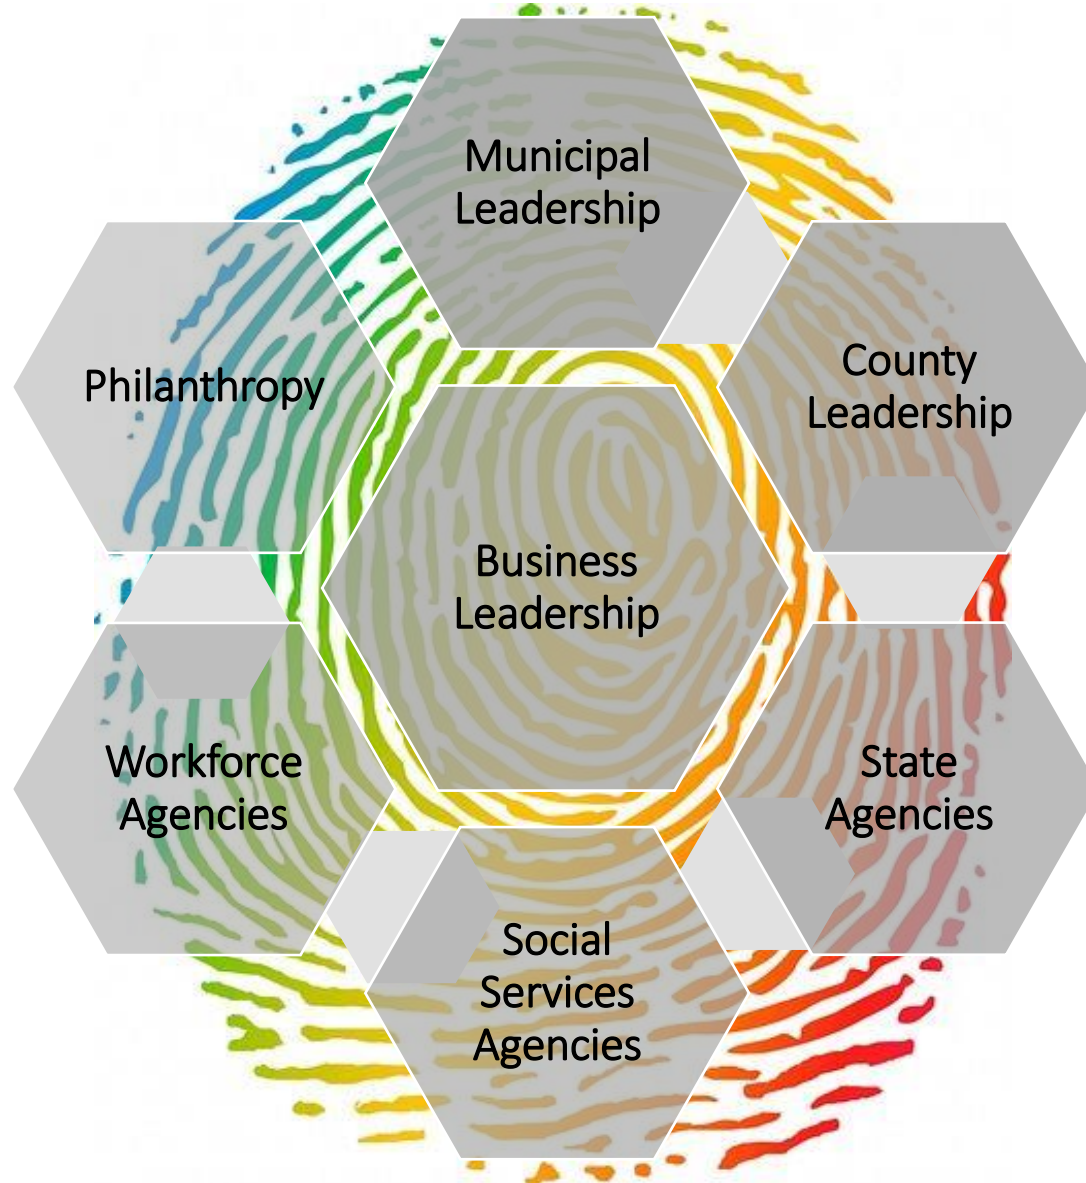 Municipal
Leadership
Philanthropy
County
Leadership
Business
Leadership
Workforce
Agencies
State
Agencies
Social
Services
Agencies